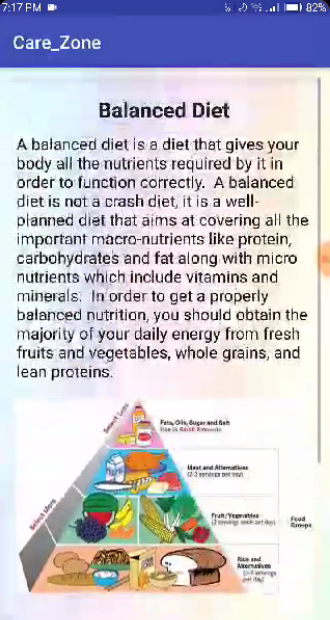 7:17 PM
82%
Care_Zone
Balanced Diet
A balanced diet is a diet that gives your
body all the nutrients required by it in
order to function correctly. A balanced
diet is not a crash diet, it is a well-
planned diet that aims at covering all the
important macro-nutrients like protein,
carbohydrates and fat along with micro
nutrients which include vitamins and
minerals. In order to get a properly
balanced nutrition, you should obtain the
majority of your daily energy from fresh
fruits and vegetables, whole grains, and
lean proteins.
Select Less
Fats, Oils, Sugar and Salt
Use in Small Amounts
Meat and Alternatives
(2-3 servings per day)
Select More
Fruit/Vegetables
(2 servings each per day)
Food
Groups
Rice and
Alternatives
servings
per day)